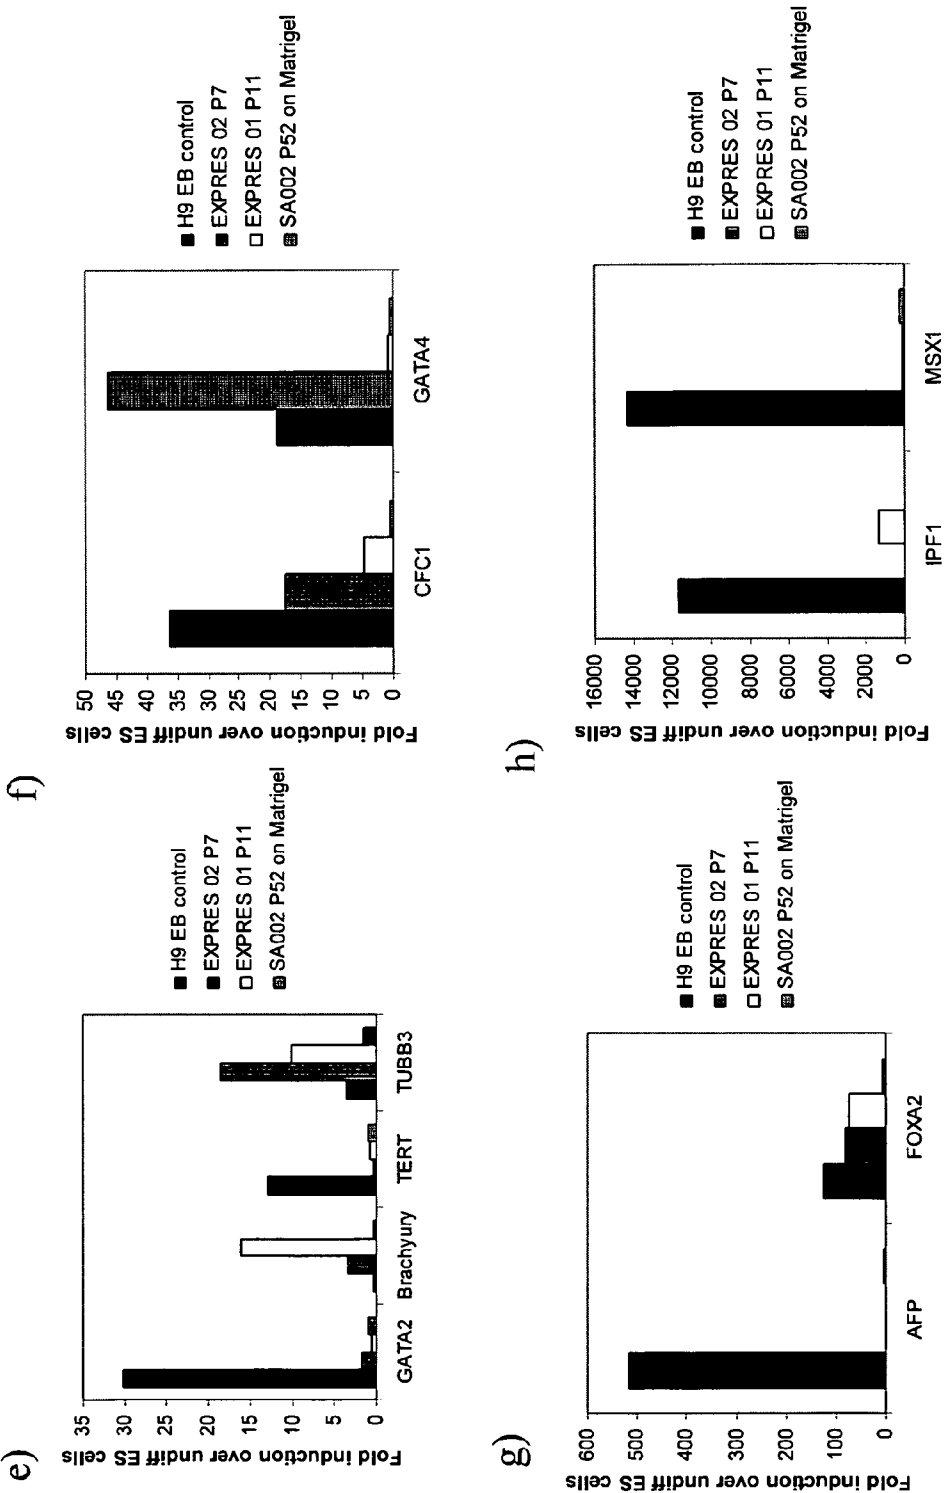 e)
Fold induction over undiff ES cells
35
30
25
20
15
10
5
0
GATA2
Brachyury
TERT
TUBB3
H9 EB control
EXPRES 02 P7
EXPRES 01 P11
SA002 P52 on Matrigel
f)
Fold induction over undiff ES cells
50
45
40
35
30
25
20
15
10
5
0
CFC1
GATA4
H9 EB control
EXPRES 02 P7
EXPRES 01 P11
SA002 P52 on Matrigel
g)
Fold induction over undiff ES cells
600
500
400
300
200
100
0
AFP
FOXA2
H9 EB control
EXPRES 02 P7
EXPRES 01 P11
SA002 P52 on Matrigel
h)
Fold induction over undiff ES cells
16000
14000
12000
10000
8000
6000
4000
2000
0
IPF1
MSX1
H9 EB control
EXPRES 02 P7
EXPRES 01 P11
SA002 P52 on Matrigel